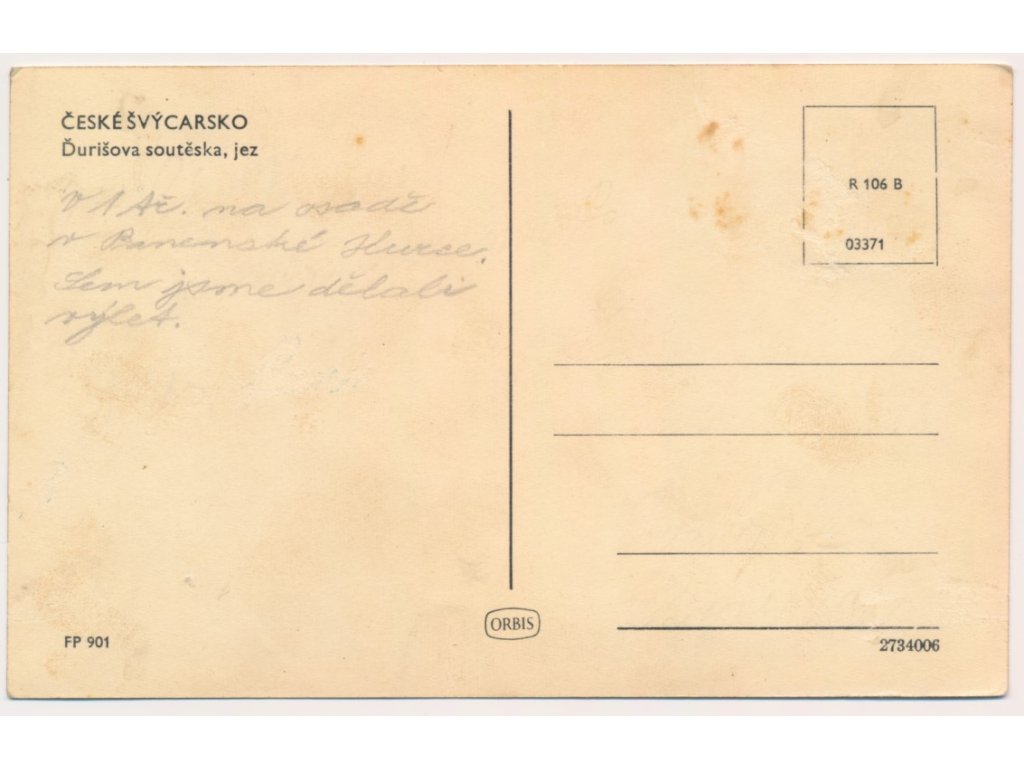 ČESKÉ ŠVÝCARSKO
Ďurišova soutěska, jez
V 1 Ač. na osadě
v Panenské Hurce.
Sem jsme dělali
výlet.
R 106 B
03371
FP 901
ORBIS
2734006